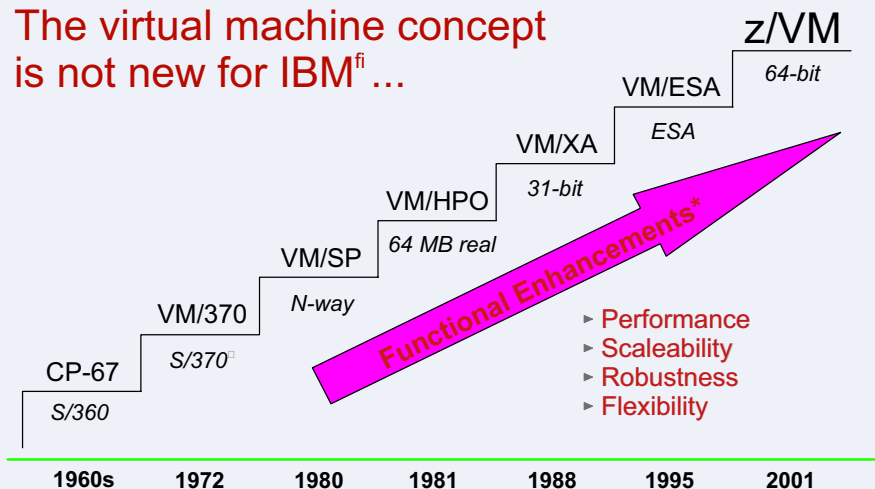 The virtual machine concept
is not new for IBMfi ...
z/VM
64-bit
VM/ESA
ESA
VM/XA
31-bit
VM/HPO
64 MB real
VM/SP
N-way
VM/370
S/370□
CP-67
S/360
Functional Enhancements*
► Performance
► Scaleability
► Robustness
► Flexibility
1960s 1972 1980 1981 1988 1995 2001